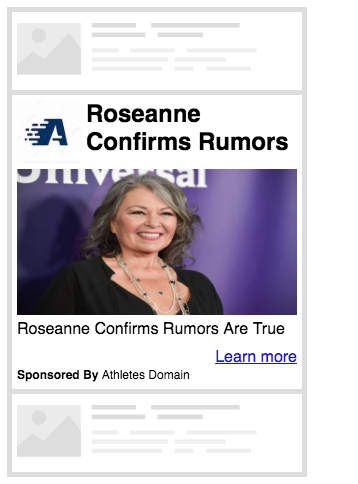 Roseanne
Confirms Rumors
Universal
Roseanne Confirms Rumors Are True
Learn more
Sponsored By Athletes Domain